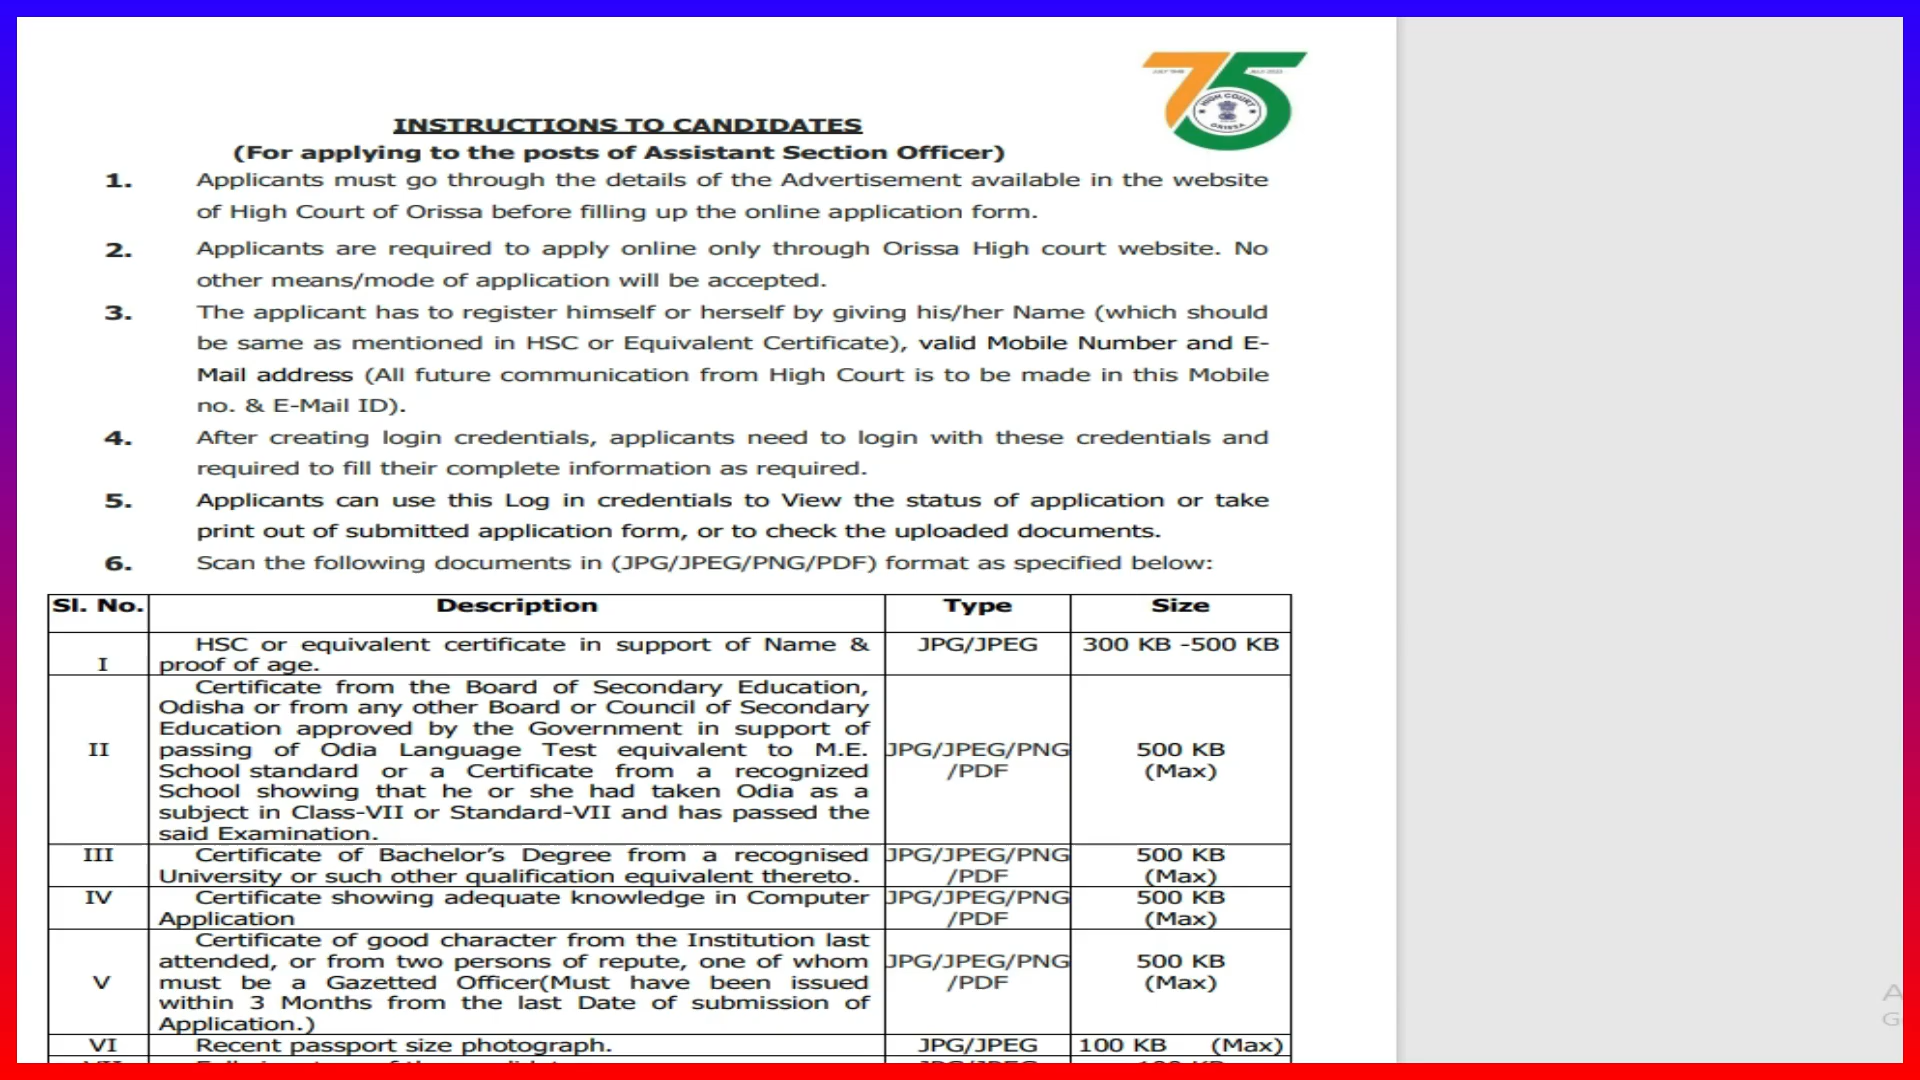 JULY 1948
JULY 2023
HIGH COURT
ORISSA
INSTRUCTIONS TO CANDIDATES
(For applying to the posts of Assistant Section Officer)
1. Applicants must go through the details of the Advertisement available in the website
of High Court of Orissa before filling up the online application form.
2. Applicants are required to apply online only through Orissa High court website. No
other means/mode of application will be accepted.
3. The applicant has to register himself or herself by giving his/her Name (which should
be same as mentioned in HSC or Equivalent Certificate), valid Mobile Number and E-
Mail address (All future communication from High Court is to be made in this Mobile
no. & E-Mail ID).
4. After creating login credentials, applicants need to login with these credentials and
required to fill their complete information as required.
5. Applicants can use this Log in credentials to View the status of application or take
print out of submitted application form, or to check the uploaded documents.
6. Scan the following documents in (JPG/JPEG/PNG/PDF) format as specified below:
Sl. No. Description Type Size
HSC or equivalent certificate in support of Name & JPG/JPEG 300 KB -500 KB
I proof of age.
Certificate from the Board of Secondary Education,
Odisha or from any other Board or Council of Secondary
Education approved by the Government in support of
II passing of Odia Language Test equivalent to M.E. JPG/JPEG/PNG 500 KB
School standard or a Certificate from a recognized /PDF (Max)
School showing that he or she had taken Odia as a
subject in Class-VII or Standard-VII and has passed the
said Examination.
III Certificate of Bachelor's Degree from a recognised JPG/JPEG/PNG 500 KB
University or such other qualification equivalent thereto. /PDF (Max)
IV Certificate showing adequate knowledge in Computer JPG/JPEG/PNG 500 KB
Application /PDF (Max)
Certificate of good character from the Institution last
attended, or from two persons of repute, one of whom JPG/JPEG/PNG 500 KB
V must be a Gazetted Officer(Must have been issued /PDF (Max)
within 3 Months from the last Date of submission of
Application.)
VI Recent passport size photograph. JPG/JPEG 100 KB (Max)